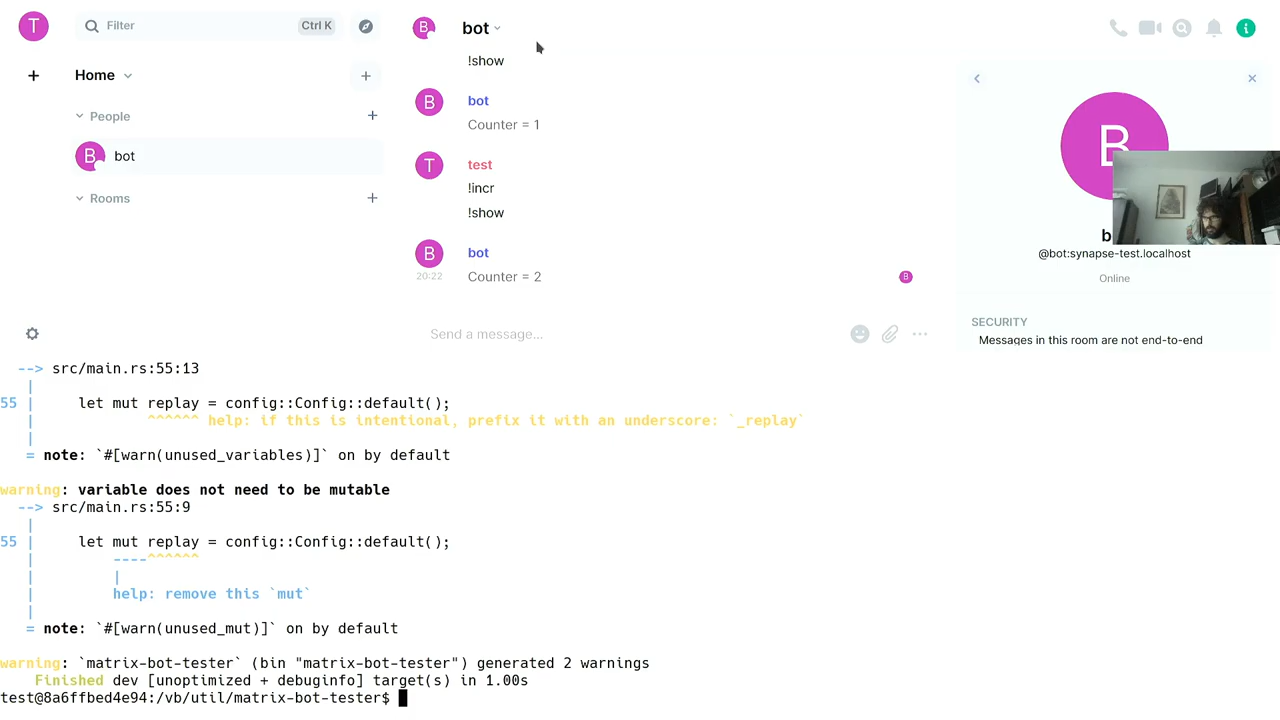 T
Filter
Ctrl K
Home
People
B
bot
Rooms
B
bot
!show
B
bot
Counter = 1
T
test
!incr
!show
B
bot
20:22
Counter = 2
B
Send a message...
B
b
@bot:synapse-test.localhost
Online
SECURITY
Messages in this room are not end-to-end
--> src/main.rs:55:13
|
55 |     let mut replay = config::Config::default();
|             ^^^^^^ help: if this is intentional, prefix it with an underscore: `_replay`
|
= note: `#[warn(unused_variables)]` on by default
warning: variable does not need to be mutable
--> src/main.rs:55:9
|
55 |     let mut replay = config::Config::default();
|         ----^^^^^^
|         |
|         help: remove this `mut`
|
= note: `#[warn(unused_mut)]` on by default
warning: `matrix-bot-tester` (bin "matrix-bot-tester") generated 2 warnings
Finished dev [unoptimized + debuginfo] target(s) in 1.00s
test@8a6ffbed4e94:/vb/util/matrix-bot-tester$